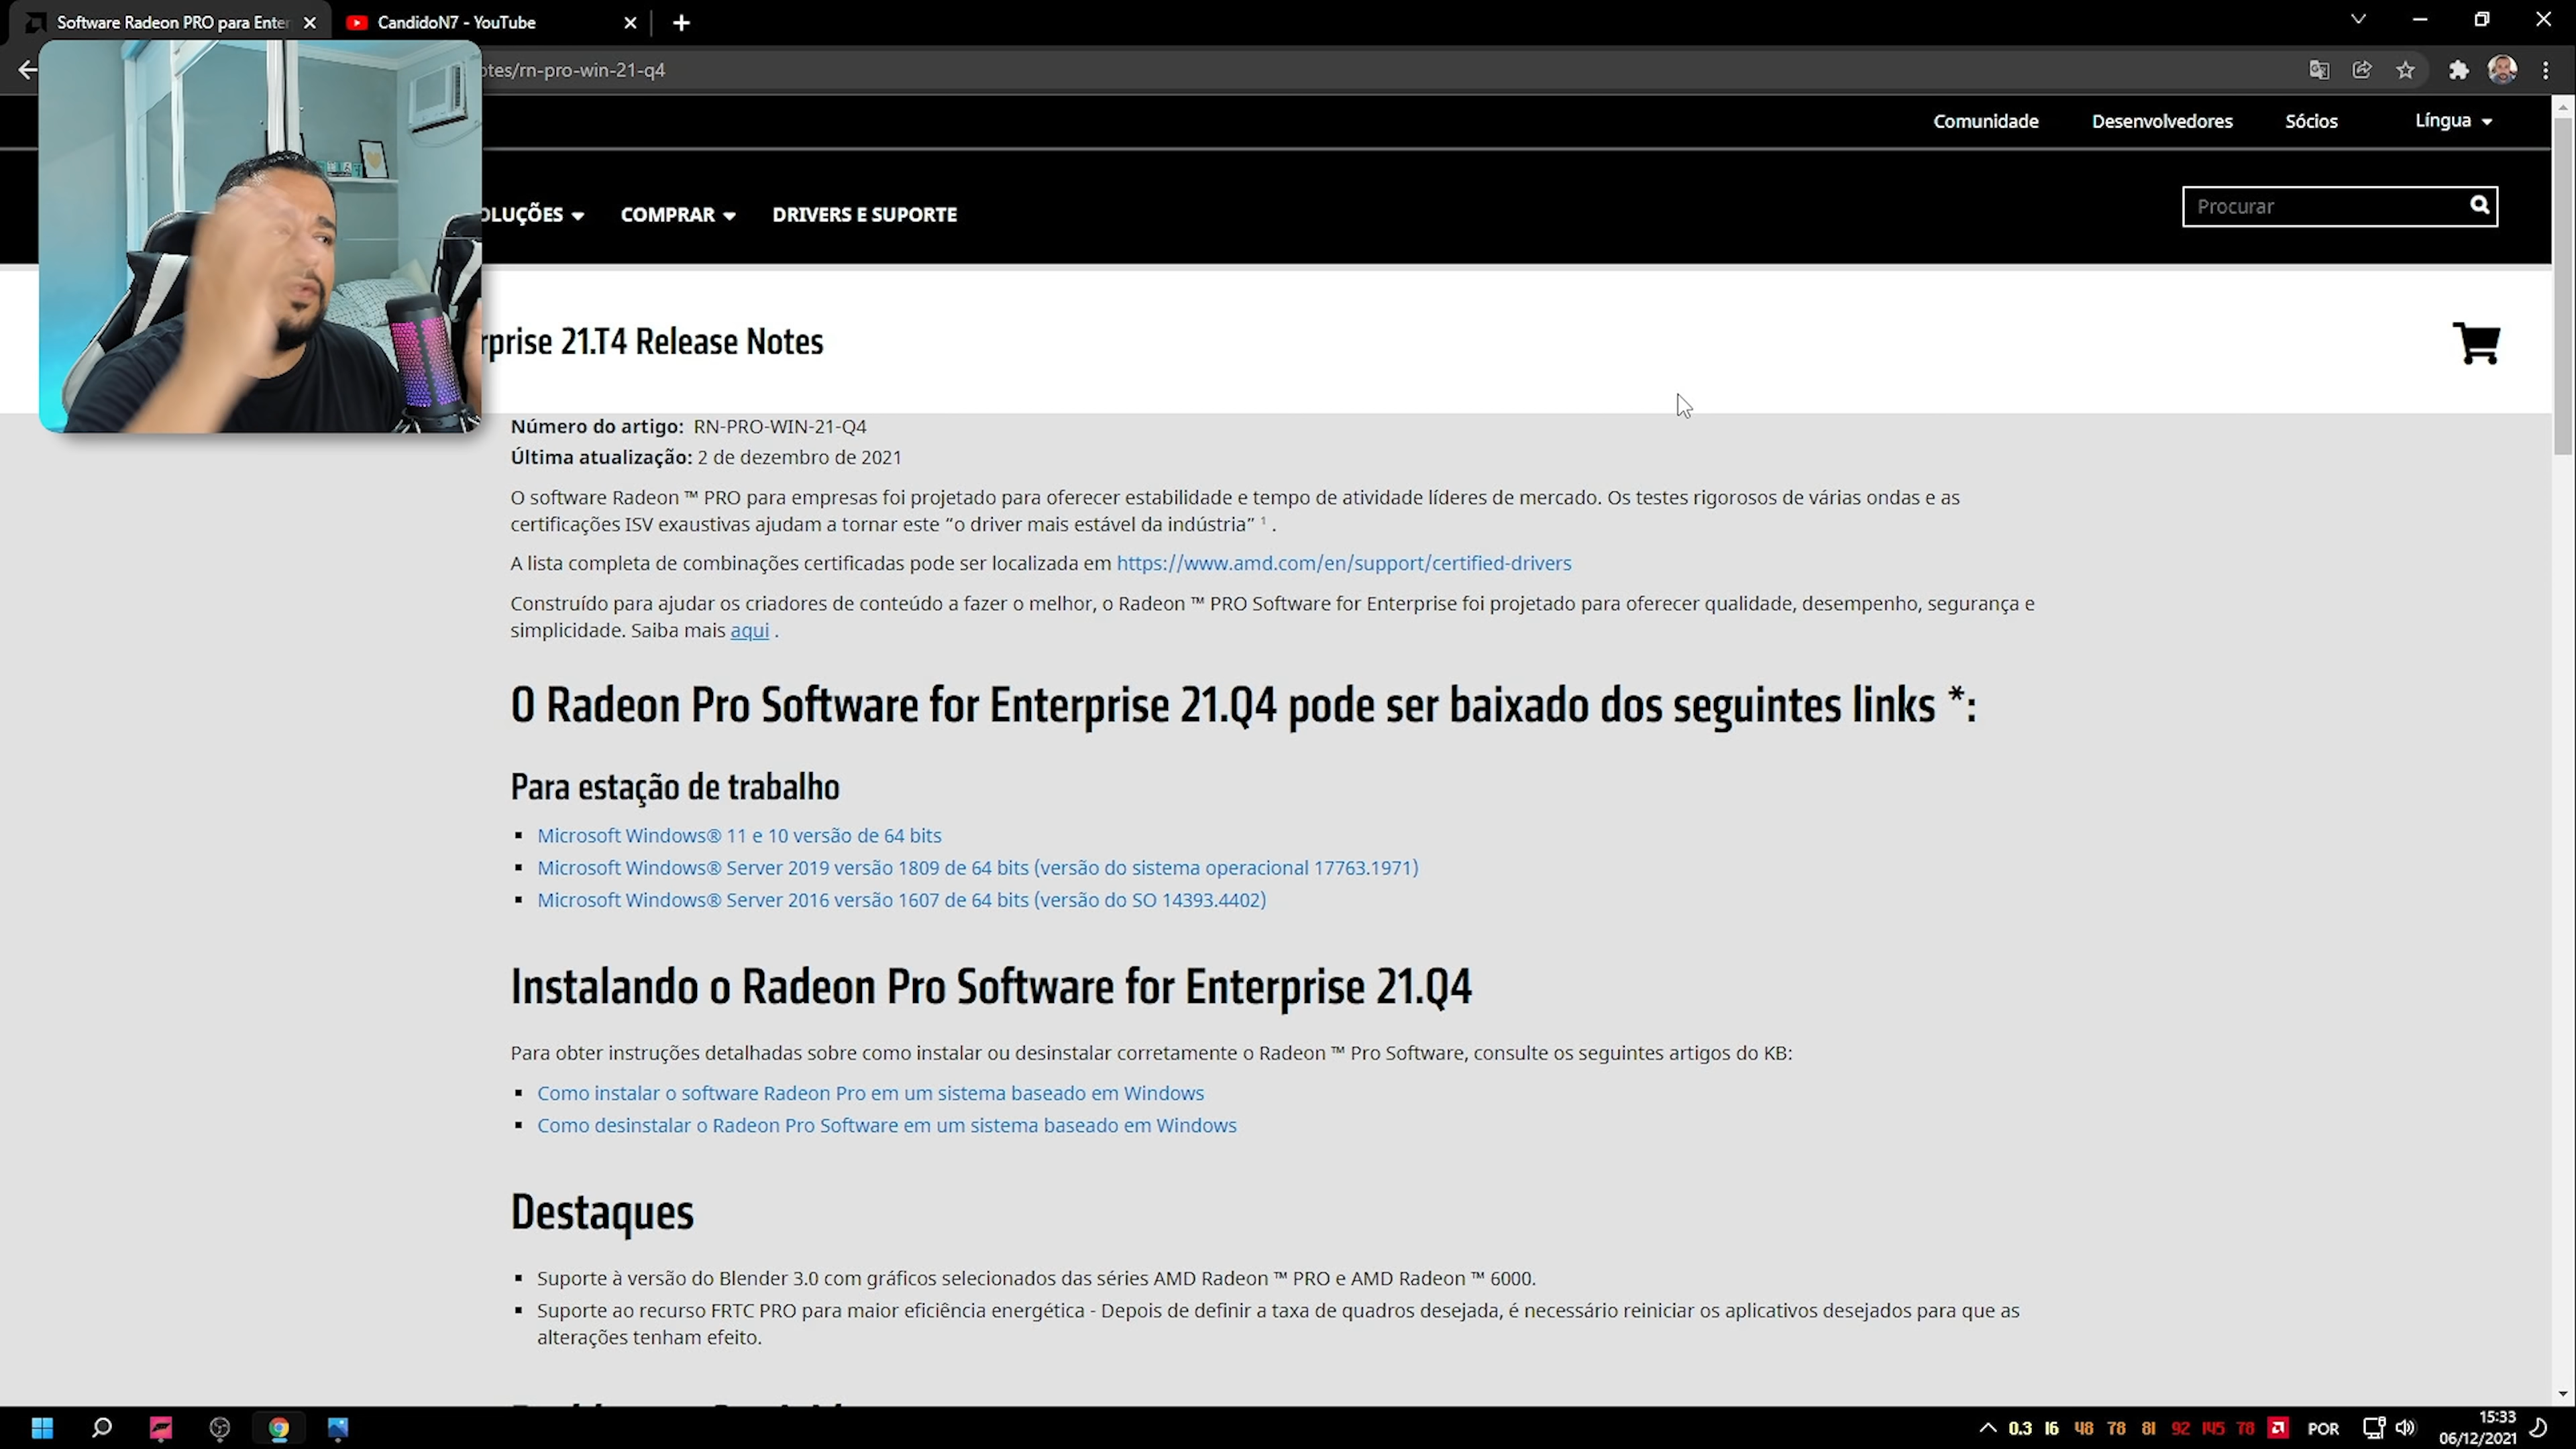 Software Radeon PRO para Enter
CandidoN7 - YouTube
otes/rn-pro-win-21-q4
Comunidade
Desenvolvedores
Sócios
Língua
OLUÇÕES
COMPRAR
DRIVERS E SUPORTE
Procurar
rprise 21.T4 Release Notes
Número do artigo: RN-PRO-WIN-21-Q4
Última atualização: 2 de dezembro de 2021
O software Radeon ™ PRO para empresas foi projetado para oferecer estabilidade e tempo de atividade líderes de mercado. Os testes rigorosos de várias ondas e as
certificações ISV exaustivas ajudam a tornar este “o driver mais estável da indústria” ¹ .
A lista completa de combinações certificadas pode ser localizada em https://www.amd.com/en/support/certified-drivers
Construído para ajudar os criadores de conteúdo a fazer o melhor, o Radeon ™ PRO Software for Enterprise foi projetado para oferecer qualidade, desempenho, segurança e
simplicidade. Saiba mais aqui .
O Radeon Pro Software for Enterprise 21.Q4 pode ser baixado dos seguintes links *:
Para estação de trabalho
▪ Microsoft Windows® 11 e 10 versão de 64 bits
▪ Microsoft Windows® Server 2019 versão 1809 de 64 bits (versão do sistema operacional 17763.1971)
▪ Microsoft Windows® Server 2016 versão 1607 de 64 bits (versão do SO 14393.4402)
Instalando o Radeon Pro Software for Enterprise 21.Q4
Para obter instruções detalhadas sobre como instalar ou desinstalar corretamente o Radeon ™ Pro Software, consulte os seguintes artigos do KB:
▪ Como instalar o software Radeon Pro em um sistema baseado em Windows
▪ Como desinstalar o Radeon Pro Software em um sistema baseado em Windows
Destaques
▪ Suporte à versão do Blender 3.0 com gráficos selecionados das séries AMD Radeon ™ PRO e AMD Radeon ™ 6000.
▪ Suporte ao recurso FRTC PRO para maior eficiência energética - Depois de definir a taxa de quadros desejada, é necessário reiniciar os aplicativos desejados para que as
alterações tenham efeito.
0.3 16 48 78 81 92 145 78 POR
15:33
06/12/2021